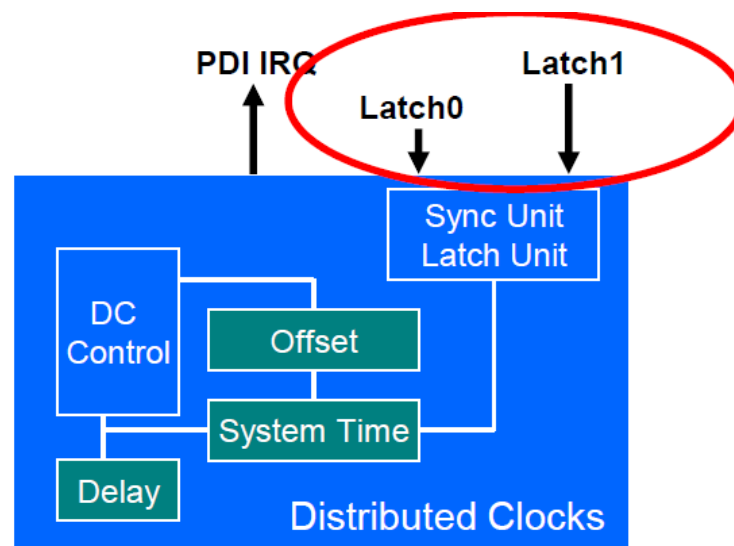 PDI IRQ
Latch1
Latch0
Sync Unit
Latch Unit
DC
Control
Offset
System Time
Delay
Distributed Clocks